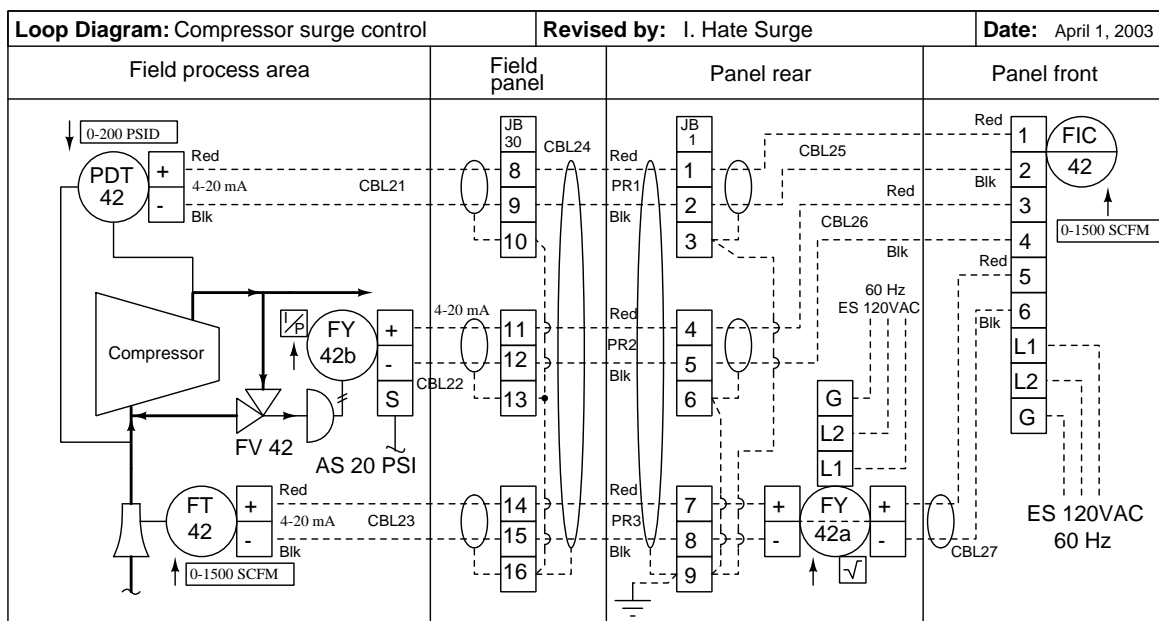 Loop Diagram: Compressor surge control
Revised by: I. Hate Surge
Date: April 1, 2003
Field process area
Field panel
Panel rear
Panel front
0-200 PSID
PDT 42
+
-
Red
4-20 mA
Blk
CBL21
JB 30
8
9
10
CBL24
Red
PR1
Blk
JB 1
1
2
3
CBL25
Red
Blk
1
2
3
4
5
6
L1
L2
G
FIC 42
0-1500 SCFM
Red
CBL26
Blk
Red
Blk
Compressor
I/P
FY 42b
+
-
S
4-20 mA
CBL22
11
12
13
Red
PR2
Blk
4
5
6
60 Hz
ES 120VAC
G
L2
L1
FV 42
AS 20 PSI
FT 42
+
-
Red
4-20 mA
Blk
CBL23
0-1500 SCFM
14
15
16
Red
PR3
Blk
7
8
9
+
-
FY 42a
+
-
√
CBL27
ES 120VAC
60 Hz